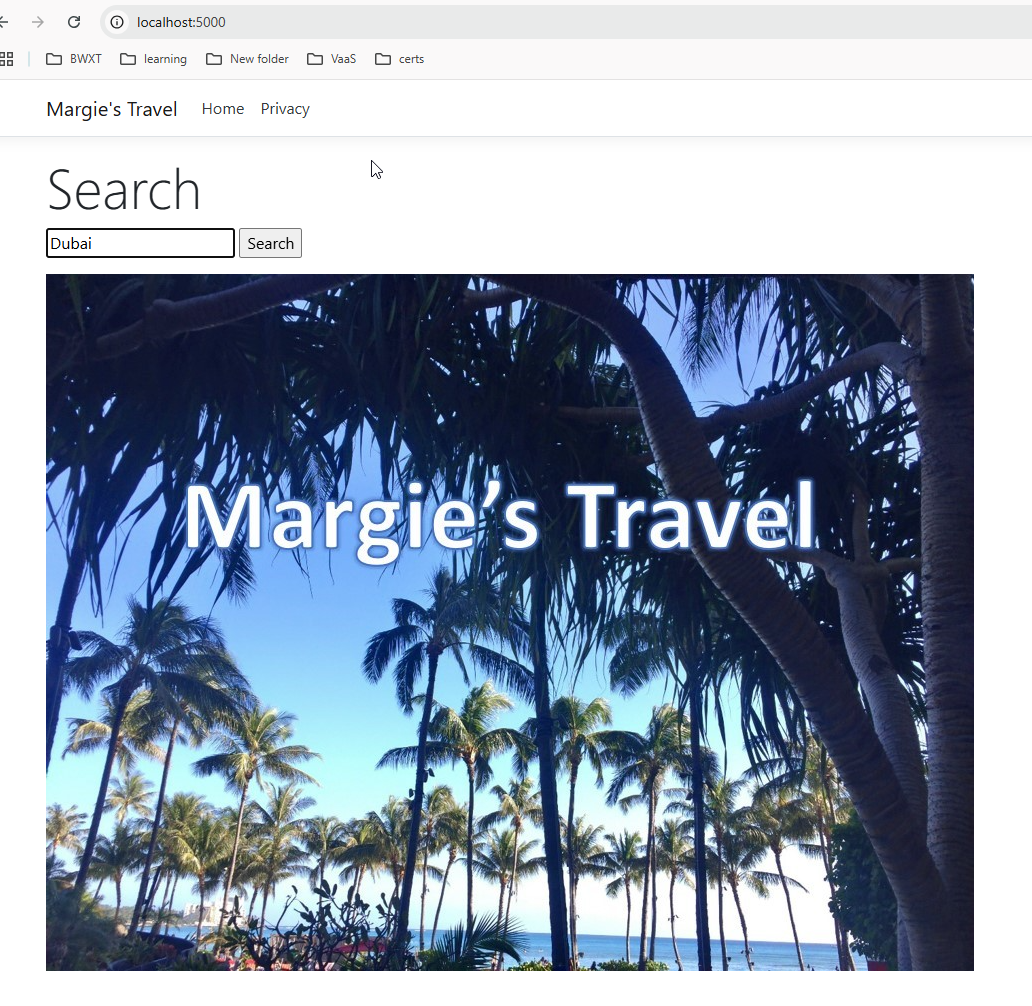 localhost:5000
BWXT learning New folder VaaS certs
Margie's Travel Home Privacy
Search
Dubai Search
Margie’s Travel